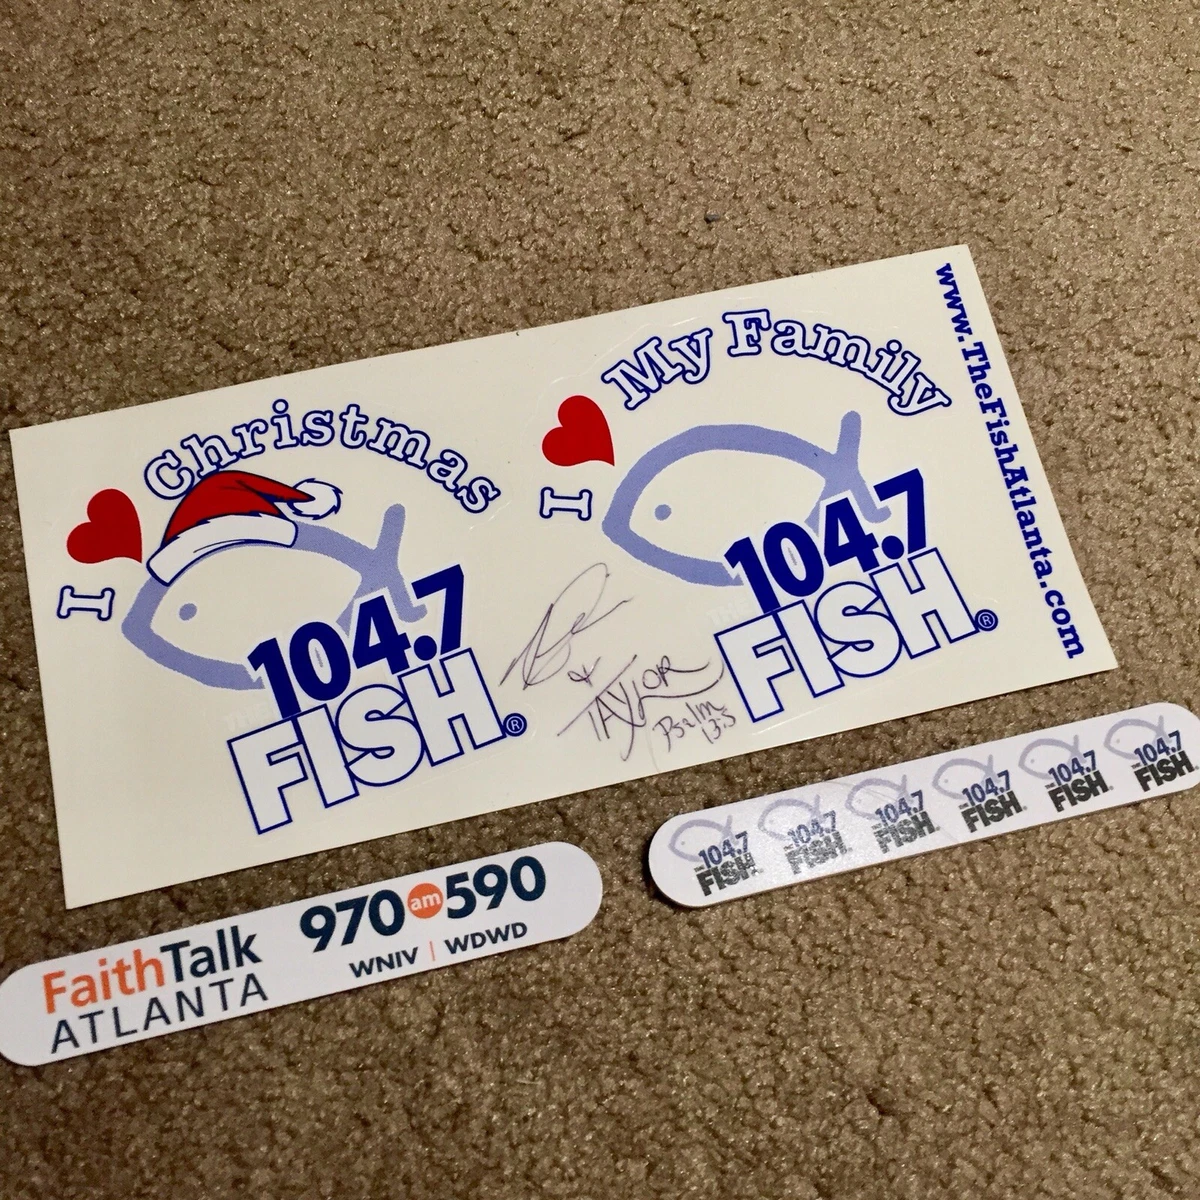 I ♥ Christmas
104.7
FISH®
I ♥ My Family
THE
104.7
FISH®
www.TheFishAtlanta.com
&
TAYLOR
Psalm
13:5
FaithTalk
ATLANTA
970 am 590
WNIV | WDWD
104.7
FISH
104.7
FISH
104.7
FISH
104.7
FISH
104.7
FISH
104.7
FISH